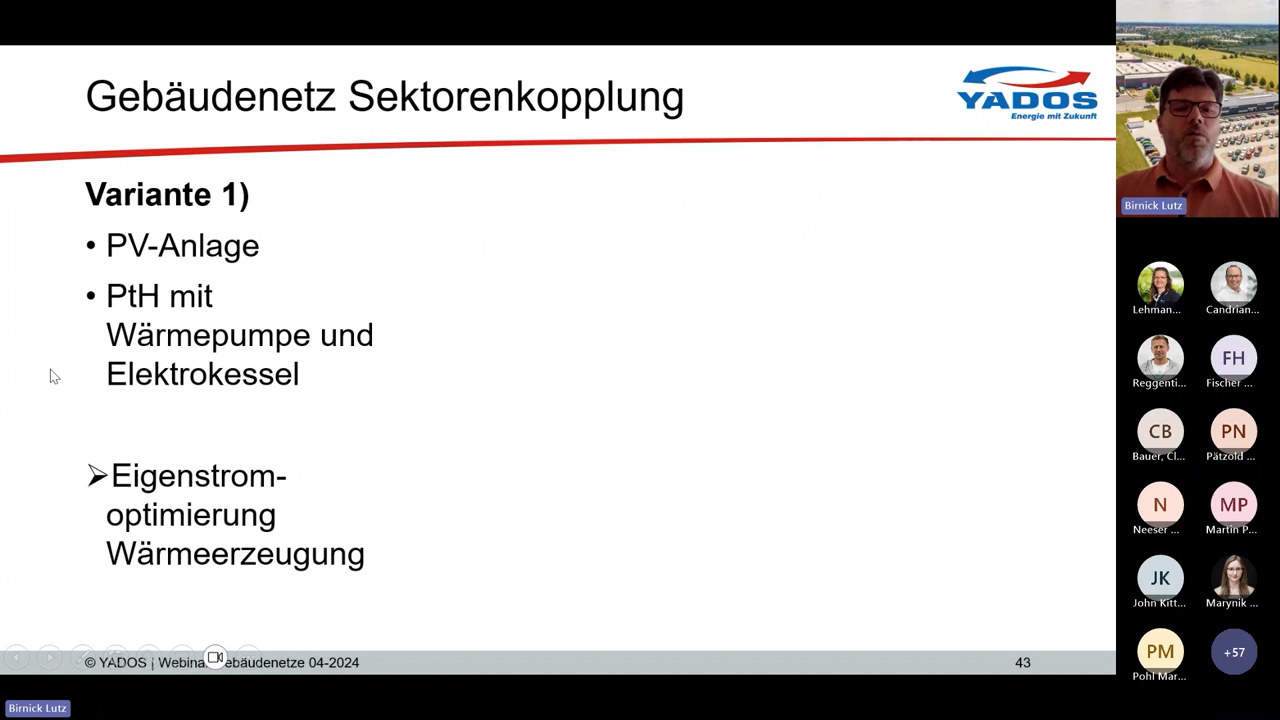 Gebäudenetz Sektorenkopplung
YADOS
Energie mit Zukunft
Variante 1)
• PV-Anlage
• PtH mit
Wärmepumpe und
Elektrokessel
➢Eigenstrom-
optimierung
Wärmeerzeugung
© YADOS | Webina ebäudenetze 04-2024
43
Birnick Lutz
Birnick Lutz
Lehman...
Candrian...
Reggenti...
FH
Fischer ...
CB
Bauer, Cl...
PN
Pätzold ...
N
Neeser ...
MP
Martin P...
JK
John Kitt...
Marynik ...
PM
Pohl Mar...
+57